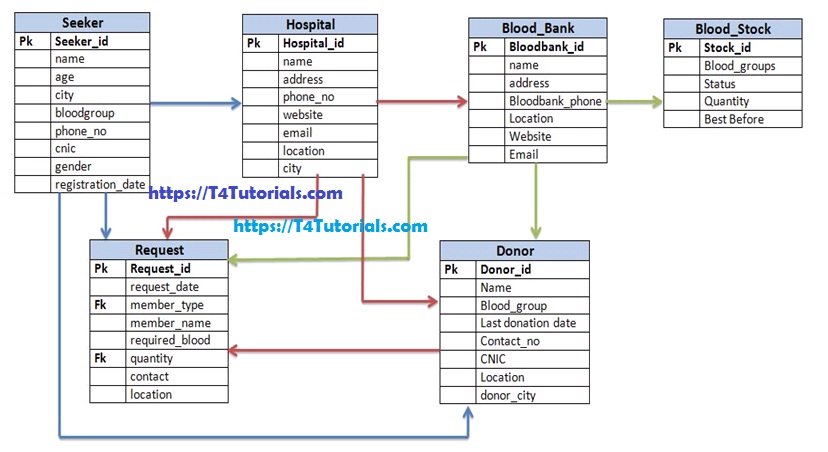 Seeker
Pk Seeker_id
name
age
city
bloodgroup
phone_no
cnic
gender
registration_date
Hospital
Pk Hospital_id
name
address
phone_no
website
email
location
city
Blood_Bank
Pk Bloodbank_id
name
address
Bloodbank_phone
Location
Website
Email
Blood_Stock
Pk Stock_id
Blood_groups
Status
Quantity
Best Before
https://T4Tutorials.com
https://T4Tutorials.com
Request
Pk Request_id
request_date
Fk member_type
member_name
required_blood
Fk quantity
contact
location
Donor
Pk Donor_id
Name
Blood_group
Last donation date
Contact_no
CNIC
Location
donor_city